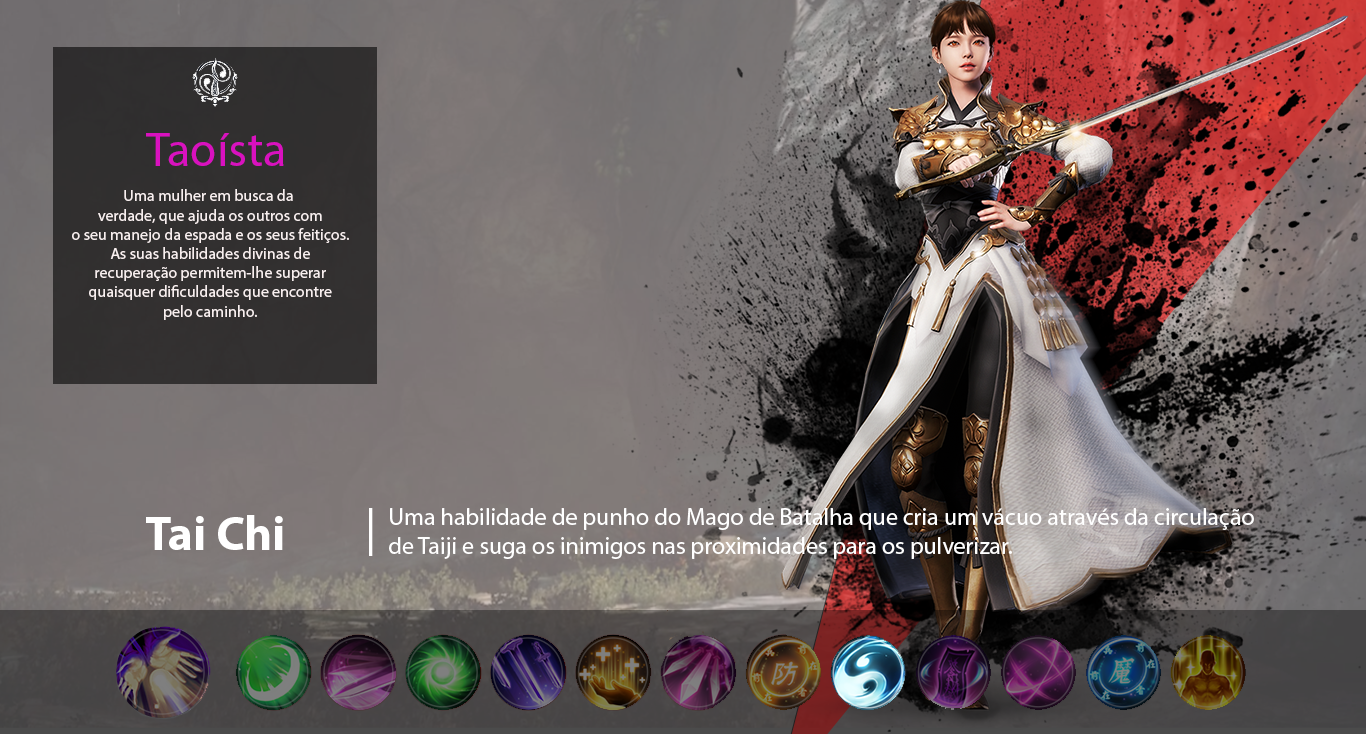 Taoísta
Uma mulher em busca da
verdade, que ajuda os outros com
o seu manejo da espada e os seus feitiços.
As suas habilidades divinas de
recuperação permitem-lhe superar
quaisquer dificuldades que encontre
pelo caminho.
Tai Chi
Uma habilidade de punho do Mago de Batalha que cria um vácuo através da circulação
de Taiji e suga os inimigos nas proximidades para os pulverizar.
防
魔